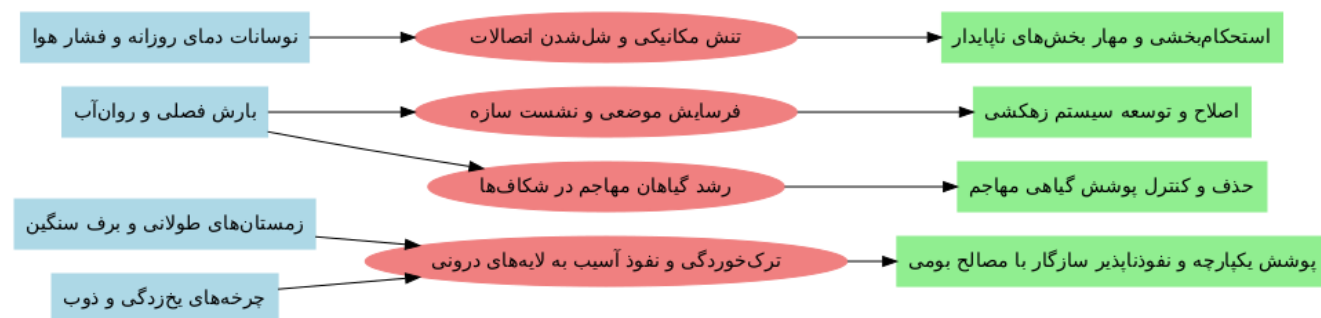 نوسانات دمای روزانه و فشار هوا
تنش مکانیکی و شل‌شدن اتصالات
استحکام‌بخشی و مهار بخش‌های ناپایدار
بارش فصلی و روان‌آب
فرسایش موضعی و نشست سازه
اصلاح و توسعه سیستم زهکشی
رشد گیاهان مهاجم در شکاف‌ها
حذف و کنترل پوشش گیاهی مهاجم
زمستان‌های طولانی و برف سنگین
ترک‌خوردگی و نفوذ آسیب به لایه‌های درونی
پوشش یکپارچه و نفوذناپذیر سازگار با مصالح بومی
چرخه‌های یخ‌زدگی و ذوب